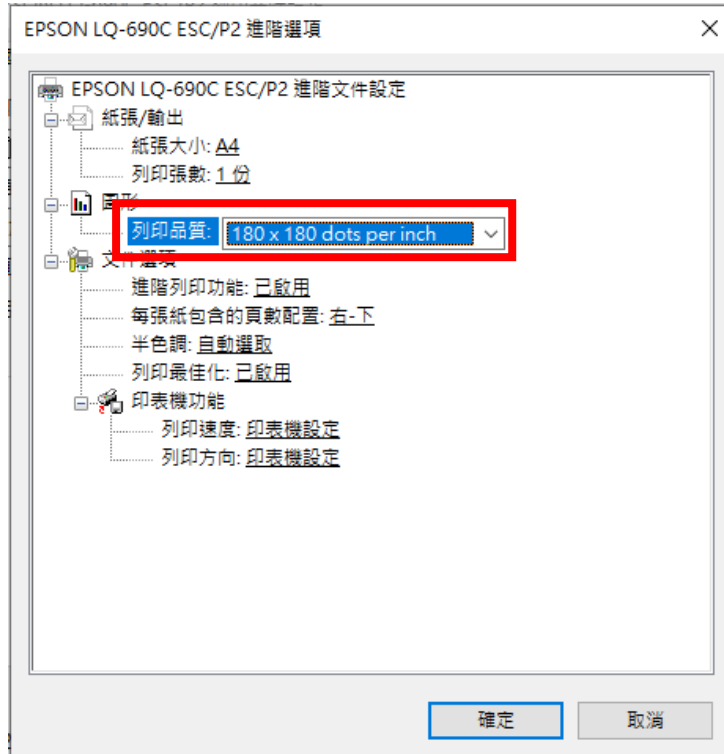 EPSON LQ-690C ESC/P2 進階選項
EPSON LQ-690C ESC/P2 進階文件設定
紙張/輸出
紙張大小: A4
列印張數: 1 份
圖形
列印品質: 180 x 180 dots per inch
文件選項
進階列印功能: 已啟用
每張紙包含的頁數配置: 右-下
半色調: 自動選取
列印最佳化: 已啟用
印表機功能
列印速度: 印表機設定
列印方向: 印表機設定
確定 取消